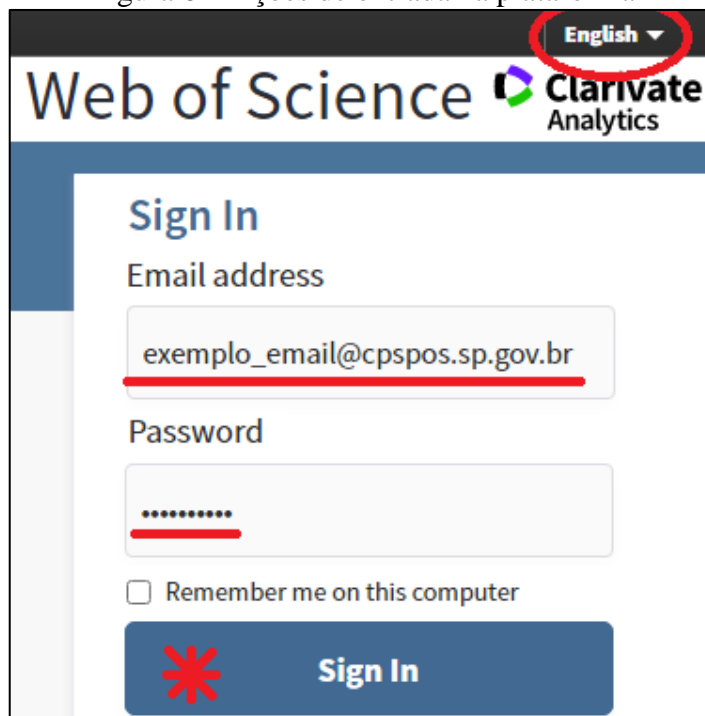 English
Web of Science Clarivate
Analytics
Sign In
Email address
exemplo_email@cpspos.sp.gov.br
Password
••••••••••
Remember me on this computer
Sign In